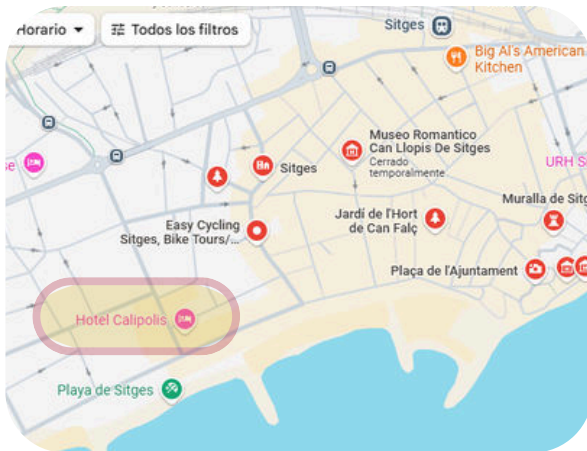 Horario
Todos los filtros
Sitges
Big Al's American
Kitchen
Museo Romantico
Can Llopis De Sitges
Cerrado
temporalmente
Sitges
URH S
Muralla de Sitg
Easy Cycling
Sitges, Bike Tours/...
Jardí de l'Hort
de Can Falç
Plaça de l'Ajuntament
Hotel Calipolis
Playa de Sitges